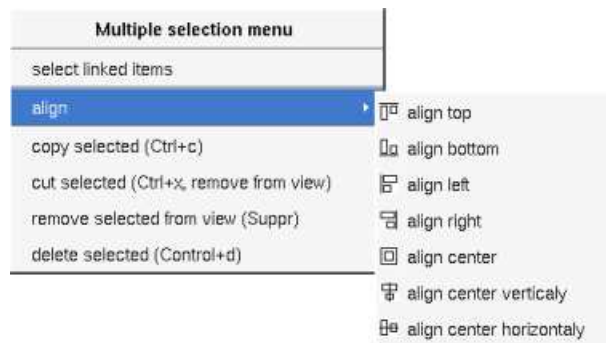 Multiple selection menu
select linked items
align
copy selected (Ctrl+c)
cut selected (Ctrl+x, remove from view)
remove selected from view (Suppr)
delete selected (Control+d)
align top
align bottom
align left
align right
align center
align center verticaly
align center horizontaly